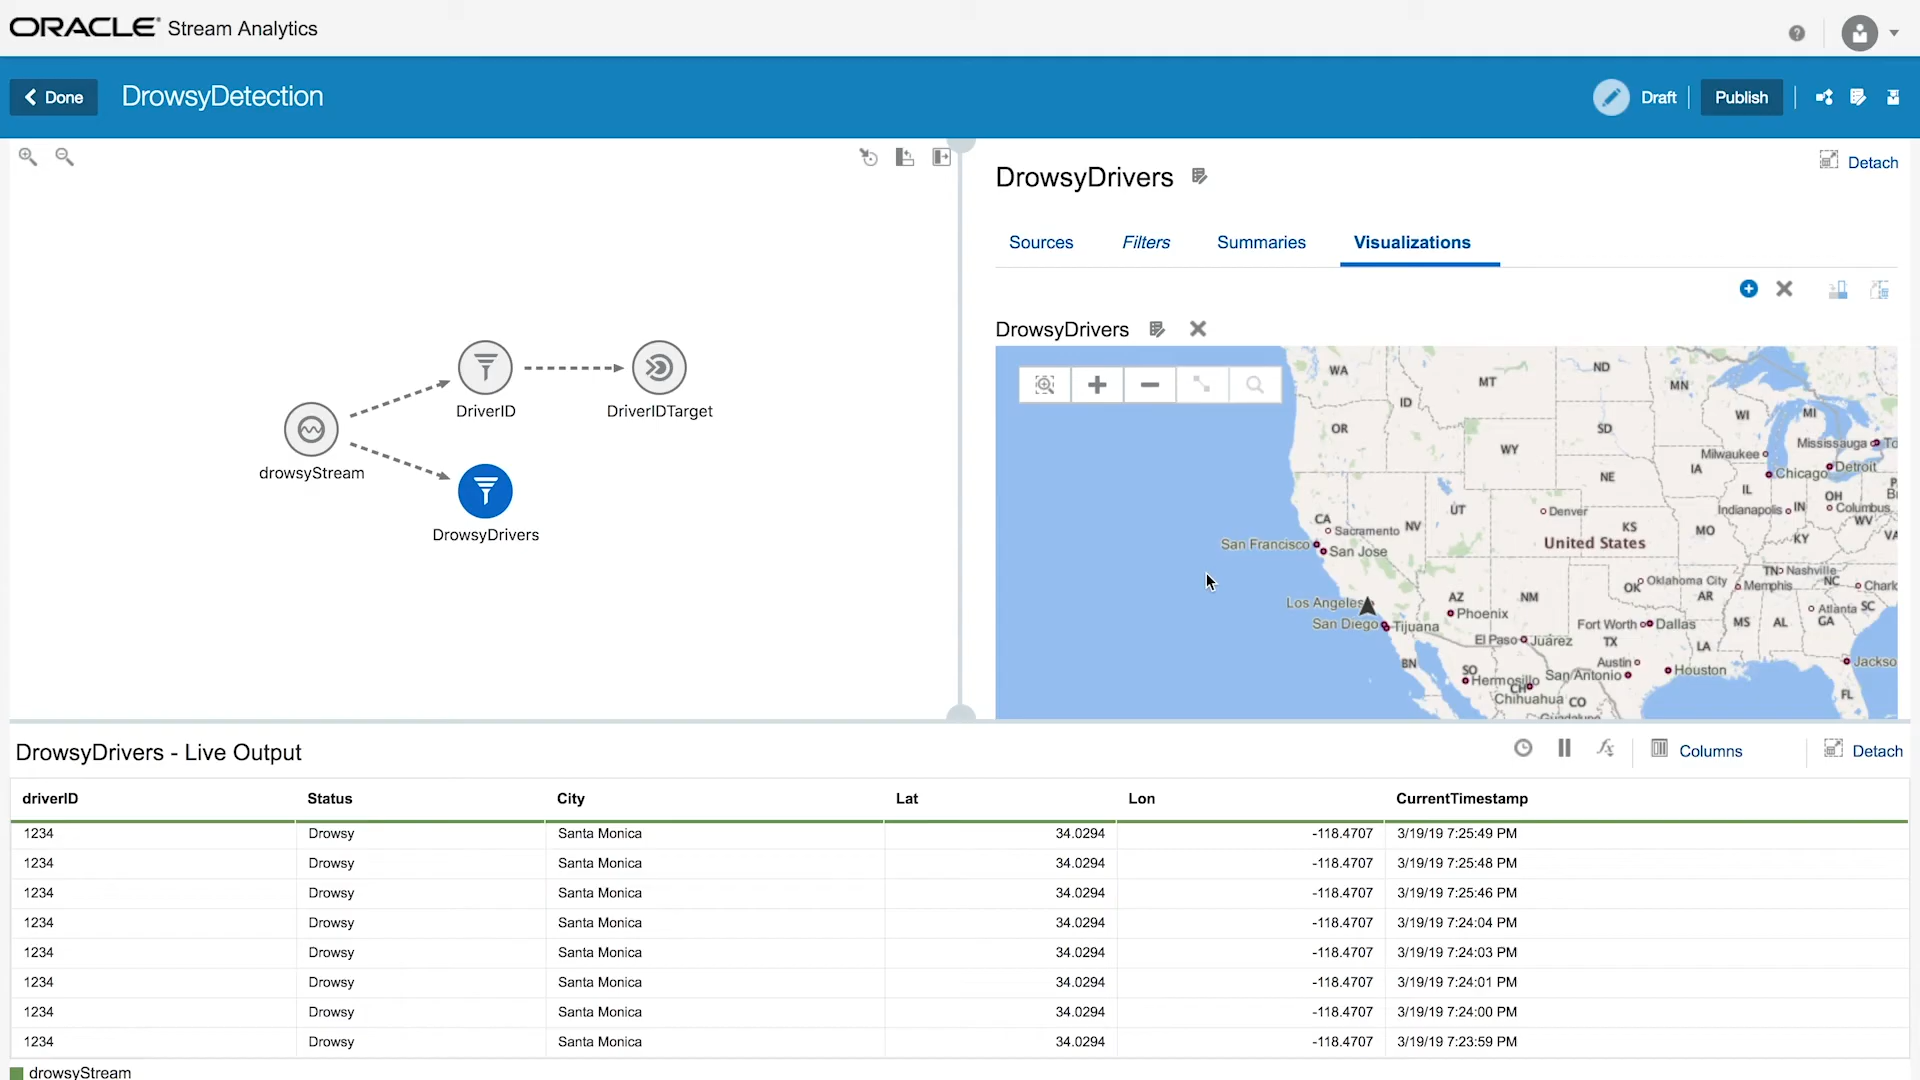 ORACLE® Stream Analytics
Done
DrowsyDetection
Draft
Publish
DrowsyDrivers
Detach
Sources Filters Summaries Visualizations
DrowsyDrivers
drowsyStream
DriverID
DriverIDTarget
DrowsyDrivers
WA
MT
ND
MN
ID
OR
SD
WI
MI
Mississauga To
WY
Milwaukee
NE
IA
Chicago
Detroit
IL
OH
UT
Denver
Indianapolis
IN
Columbus
WV
CA
Sacramento
NV
KS
MO
KY
VA
San Francisco
San Jose
United States
TN
Nashville
NC
OK
Oklahoma City
Memphis
Charl
AR
Los Angeles
AZ
NM
Phoenix
Atlanta
SC
GA
San Diego
Tijuana
Fort Worth
Dallas
MS
AL
El Paso
Juárez
TX
LA
BN
Austin
SO
Hermosillo
San Antonio
Houston
Jackso
CH
Chihuahua
CO
FL
Guadalupe
DrowsyDrivers - Live Output
Columns
Detach
driverID Status City Lat Lon CurrentTimestamp
1234 Drowsy Santa Monica 34.0294 -118.4707 3/19/19 7:25:49 PM
1234 Drowsy Santa Monica 34.0294 -118.4707 3/19/19 7:25:48 PM
1234 Drowsy Santa Monica 34.0294 -118.4707 3/19/19 7:25:46 PM
1234 Drowsy Santa Monica 34.0294 -118.4707 3/19/19 7:24:04 PM
1234 Drowsy Santa Monica 34.0294 -118.4707 3/19/19 7:24:03 PM
1234 Drowsy Santa Monica 34.0294 -118.4707 3/19/19 7:24:01 PM
1234 Drowsy Santa Monica 34.0294 -118.4707 3/19/19 7:24:00 PM
1234 Drowsy Santa Monica 34.0294 -118.4707 3/19/19 7:23:59 PM
drowsyStream